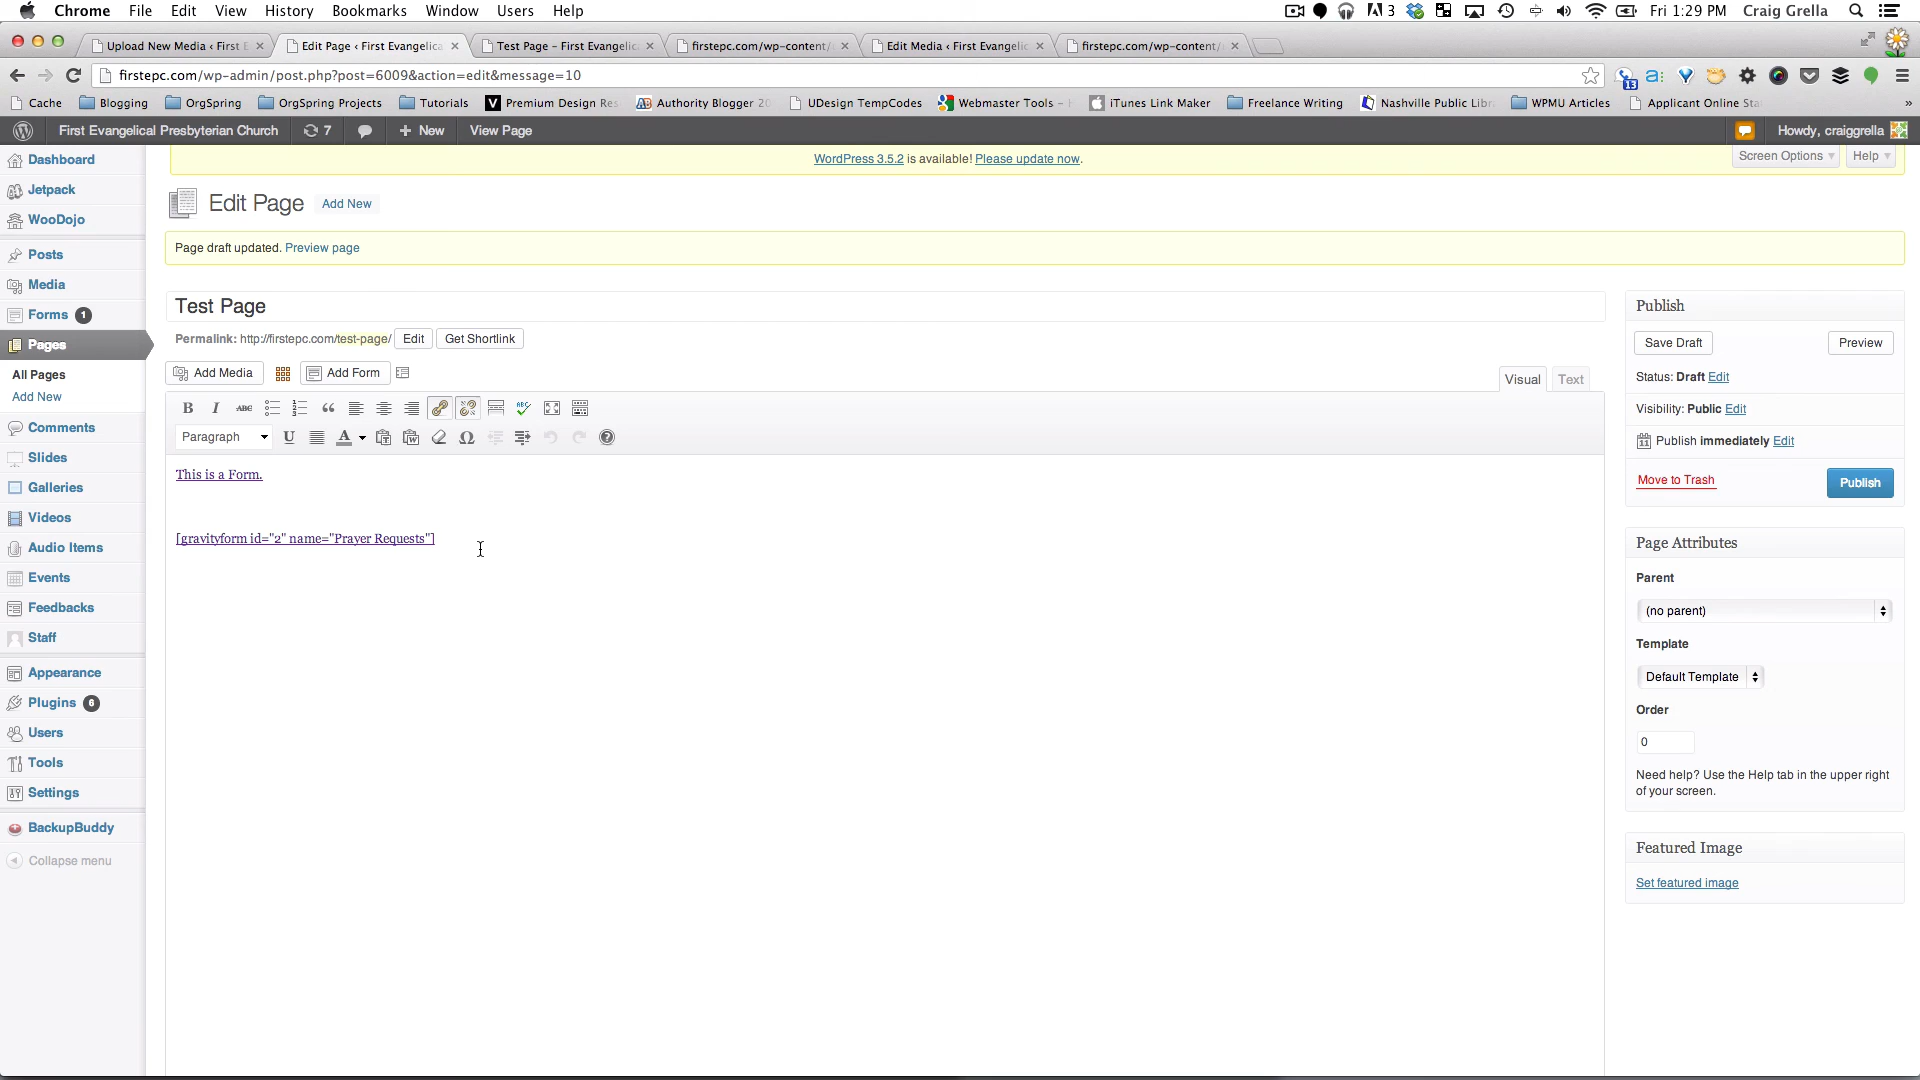 Chrome File Edit View History Bookmarks Window Users Help 3 Fri 1:29 PM Craig Grella
Upload New Media ‹ First E Edit Page ‹ First Evangelica Test Page – First Evangelic firstepc.com/wp-content/ Edit Media ‹ First Evangelic firstepc.com/wp-content/
firstepc.com/wp-admin/post.php?post=6009&action=edit&message=10 13
Cache Blogging OrgSpring OrgSpring Projects Tutorials Premium Design Res Authority Blogger 20 UDesign TempCodes Webmaster Tools – iTunes Link Maker Freelance Writing Nashville Public Libr WPMU Articles Applicant Online Sta »
First Evangelical Presbyterian Church 7 + New View Page Howdy, craiggrella
WordPress 3.5.2 is available! Please update now.
Screen Options Help
Dashboard
Jetpack
WooDojo
Posts
Media
Forms 1
Pages
All Pages
Add New
Comments
Slides
Galleries
Videos
Audio Items
Events
Feedbacks
Staff
Appearance
Plugins 6
Users
Tools
Settings
BackupBuddy
Collapse menu
Edit Page Add New
Page draft updated. Preview page
Test Page
Permalink: http://firstepc.com/test-page/ Edit Get Shortlink
Add Media Add Form
Visual Text
B I ABC
Paragraph U A Ω
This is a Form.
[gravityform id="2" name="Prayer Requests"]
Publish
Save Draft Preview
Status: Draft Edit
Visibility: Public Edit
Publish immediately Edit
Move to Trash Publish
Page Attributes
Parent
(no parent)
Template
Default Template
Order
0
Need help? Use the Help tab in the upper right
of your screen.
Featured Image
Set featured image